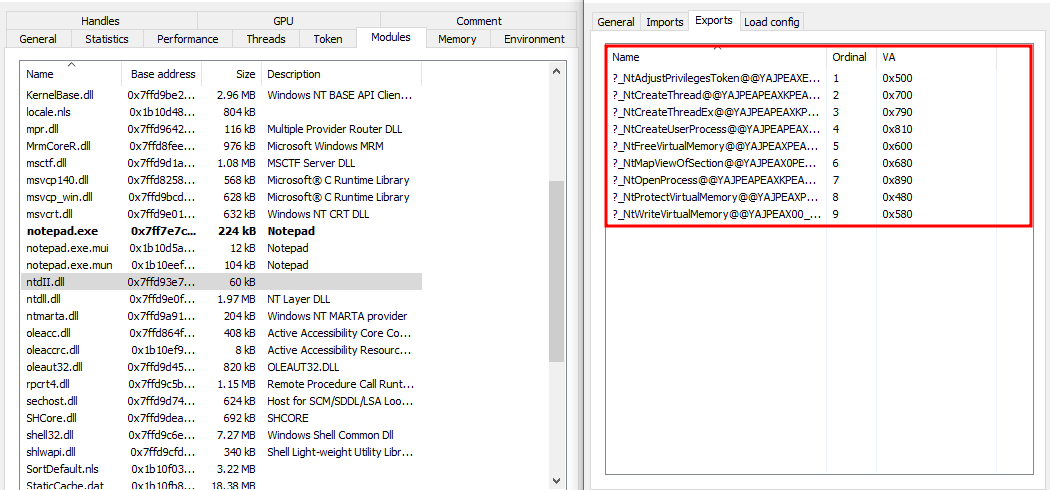 Handles GPU Comment
General Statistics Performance Threads Token Modules Memory Environment
Name Base address Size Description
KernelBase.dll 0x7ffd9be2... 2.96 MB Windows NT BASE API Clien...
locale.nls 0x1b10d48... 804 kB
mpr.dll 0x7ffd9642... 116 kB Multiple Provider Router DLL
MrmCoreR.dll 0x7ffd8fee... 976 kB Microsoft Windows MRM
msctf.dll 0x7ffd9d1a... 1.08 MB MSCTF Server DLL
msvcp140.dll 0x7ffd8258... 568 kB Microsoft® C Runtime Library
msvcp_win.dll 0x7ffd9bcd... 628 kB Microsoft® C Runtime Library
msvcrt.dll 0x7ffd9e01... 632 kB Windows NT CRT DLL
notepad.exe 0x7ff7e7c... 224 kB Notepad
notepad.exe.mui 0x1b10d5a... 12 kB Notepad
notepad.exe.mun 0x1b10eef... 104 kB Notepad
ntdII.dll 0x7ffd93e7... 60 kB
ntdll.dll 0x7ffd9e0f... 1.97 MB NT Layer DLL
ntmarta.dll 0x7ffd9a91... 204 kB Windows NT MARTA provider
oleacc.dll 0x7ffd864f... 408 kB Active Accessibility Core Co...
oleaccrc.dll 0x1b10ef9... 8 kB Active Accessibility Resourc...
oleaut32.dll 0x7ffd9d45... 820 kB OLEAUT32.DLL
rpcrt4.dll 0x7ffd9c5b... 1.15 MB Remote Procedure Call Runt...
sechost.dll 0x7ffd9d74... 624 kB Host for SCM/SDDL/LSA Loo...
SHCore.dll 0x7ffd9dea... 692 kB SHCORE
shell32.dll 0x7ffd9c6e... 7.27 MB Windows Shell Common Dll
shlwapi.dll 0x7ffd9cfd... 340 kB Shell Light-weight Utility Libr...
SortDefault.nls 0x1b10f03... 3.22 MB
StaticCache.dat 0x1b10fb8... 18.38 MB
General Imports Exports Load config
Name Ordinal VA
?_NtAdjustPrivilegesToken@@YAJPEAXE... 1 0x500
?_NtCreateThread@@YAJPEAPEAXKPEA... 2 0x700
?_NtCreateThreadEx@@YAJPEAPEAXKP... 3 0x790
?_NtCreateUserProcess@@YAJPEAPEAX... 4 0x810
?_NtFreeVirtualMemory@@YAJPEAXPEA... 5 0x600
?_NtMapViewOfSection@@YAJPEAX0PE... 6 0x680
?_NtOpenProcess@@YAJPEAPEAXKPEA... 7 0x890
?_NtProtectVirtualMemory@@YAJPEAXP... 8 0x480
?_NtWriteVirtualMemory@@YAJPEAX00_... 9 0x580